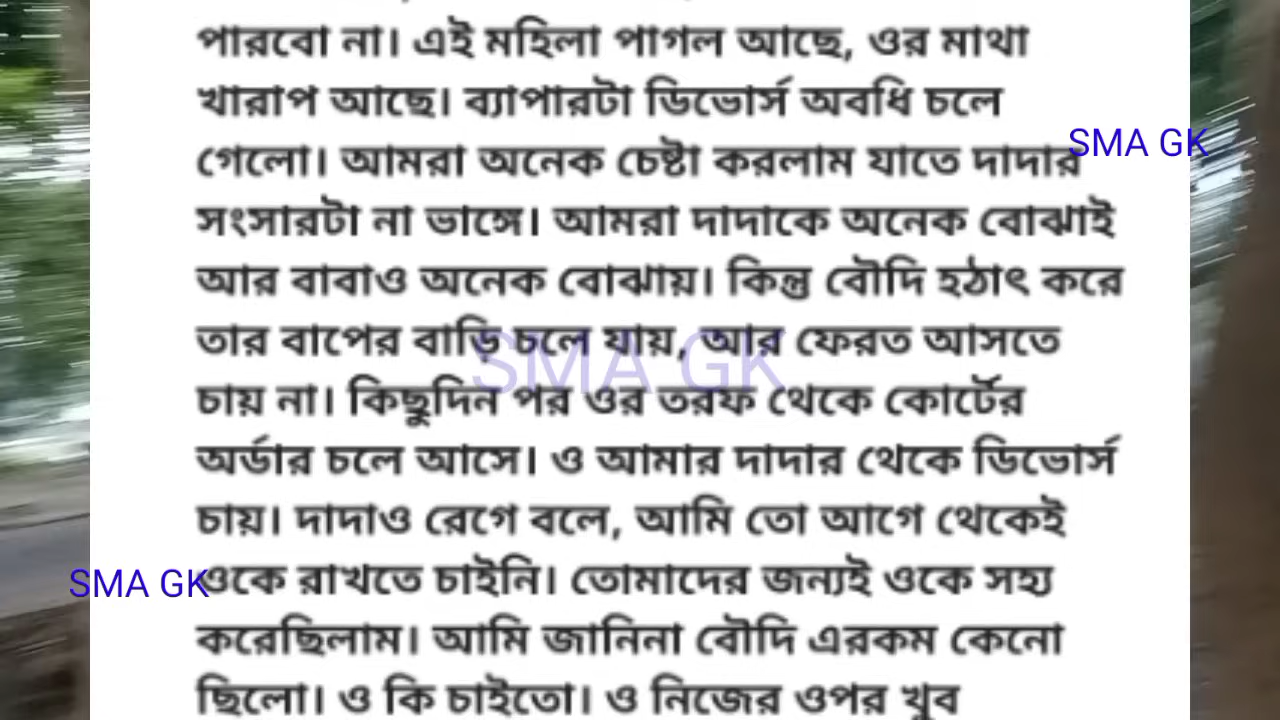 পারবো না। এই মহিলা পাগল আছে, ওর মাথা
খারাপ আছে। ব্যাপারটা ডিভোর্স অবধি চলে
গেলো। আমরা অনেক চেষ্টা করলাম যাতে দাদার
SMA GK
সংসারটা না ভাঙ্গে। আমরা দাদাকে অনেক বোঝাই
আর বাবাও অনেক বোঝায়। কিন্তু বৌদি হঠাৎ করে
তার বাপের বাড়ি চলে যায়, আর ফেরত আসতে
SMA GK
চায় না। কিছুদিন পর ওর তরফ থেকে কোর্টের
অর্ডার চলে আসে। ও আমার দাদার থেকে ডিভোর্স
চায়। দাদাও রেগে বলে, আমি তো আগে থেকেই
SMA GK
ওকে রাখতে চাইনি। তোমাদের জন্যই ওকে সহ্য
করেছিলাম। আমি জানিনা বৌদি এরকম কেনো
ছিলো। ও কি চাইতো। ও নিজের ওপর খুব